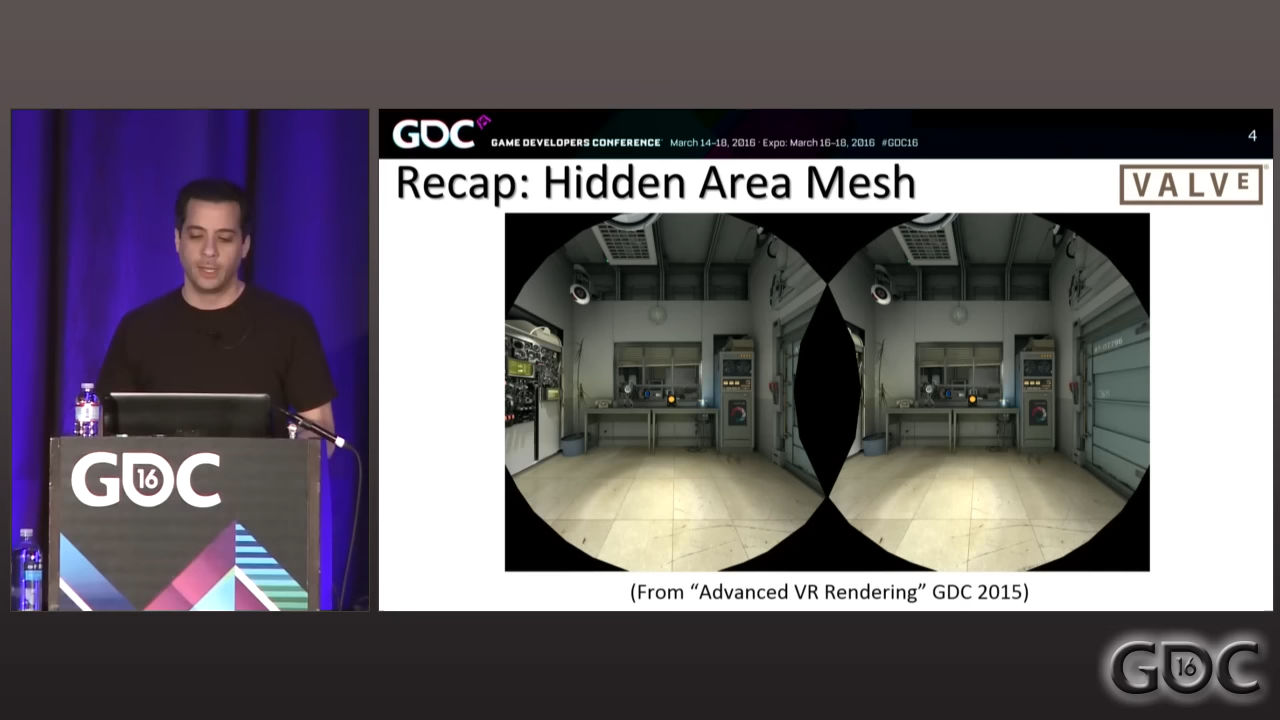 GDC
GAME DEVELOPERS CONFERENCE March 14-18, 2016 · Expo: March 16-18, 2016 #GDC16
4
Recap: Hidden Area Mesh
VALVE
(From “Advanced VR Rendering” GDC 2015)
GDC
16
GDC
16